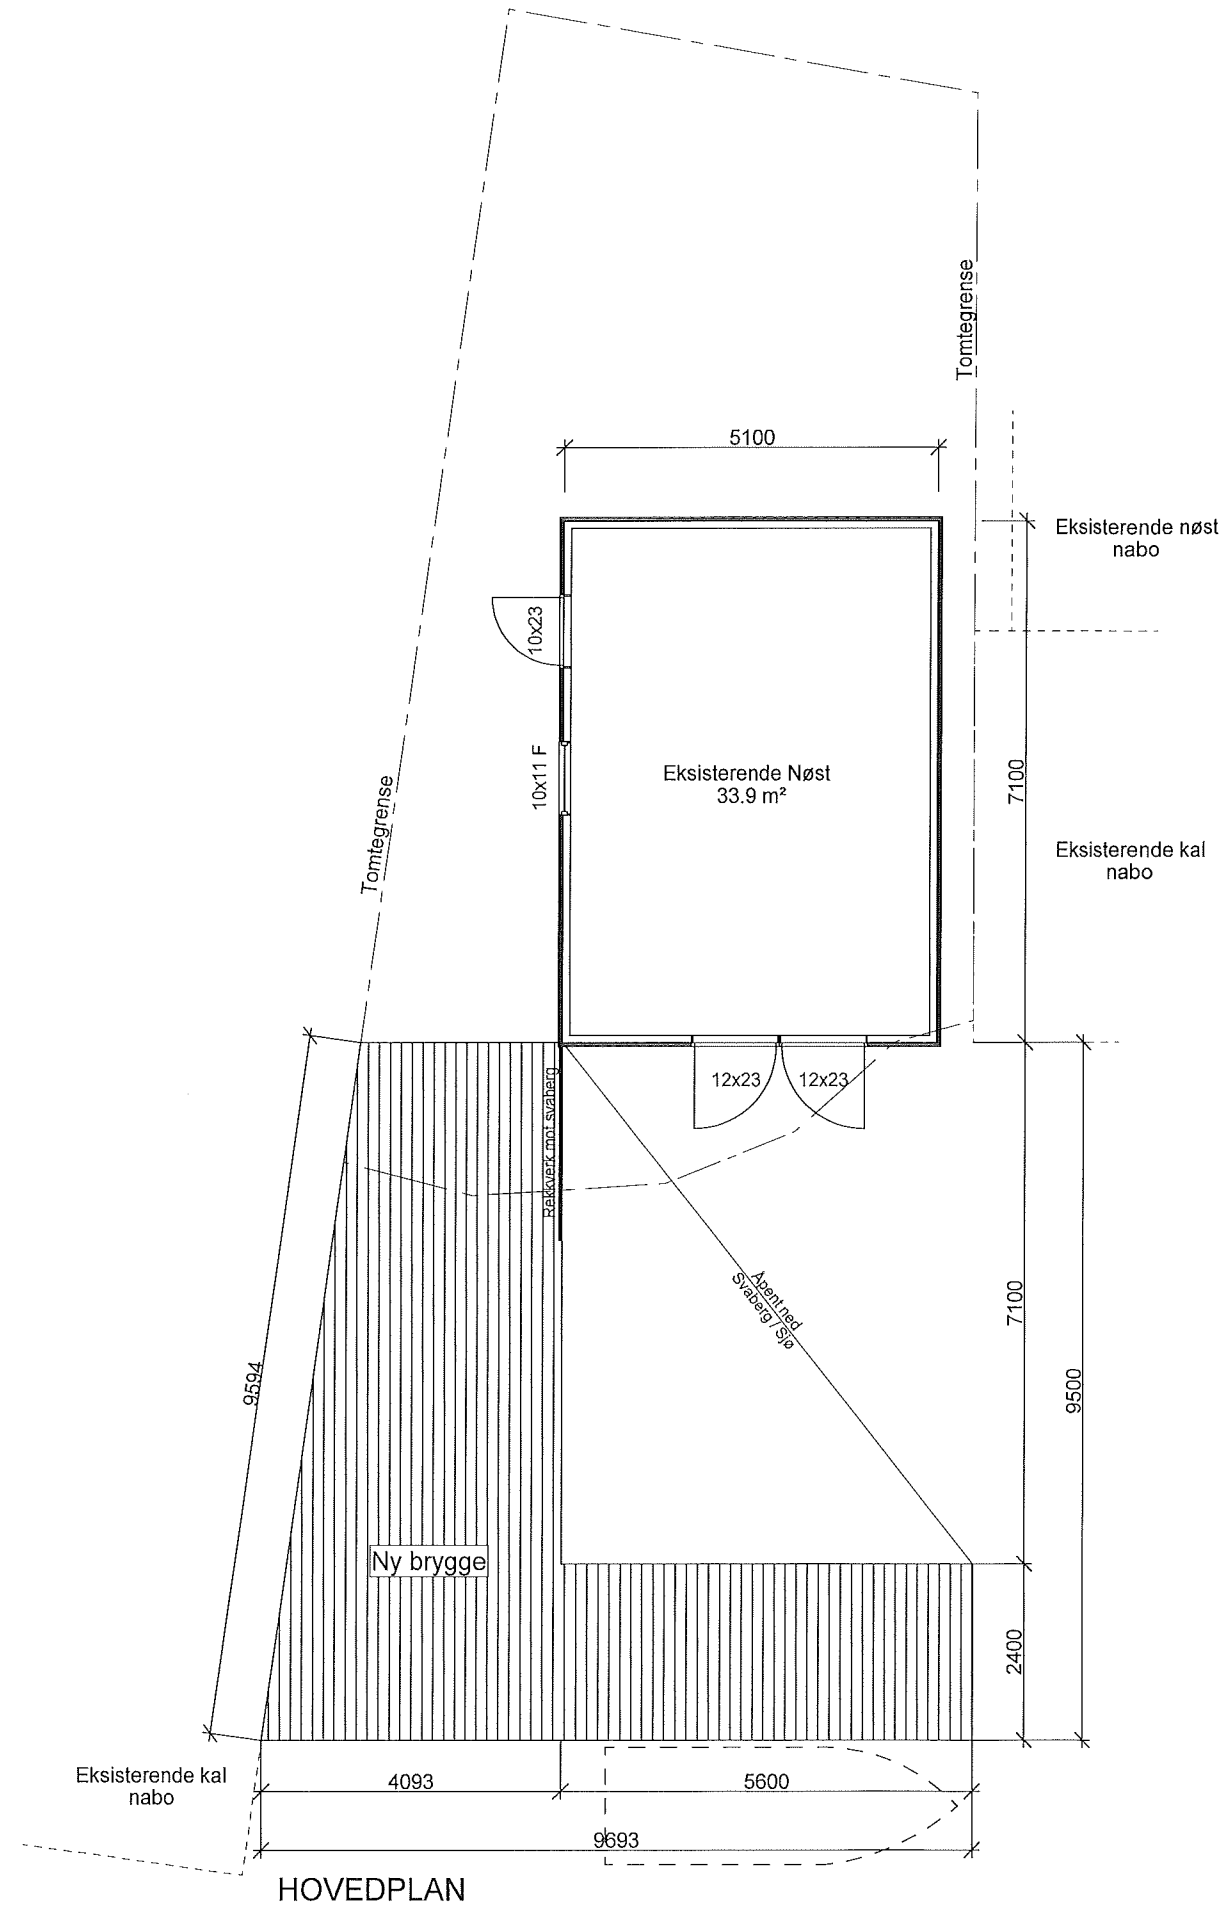 Tomtegrense
5100
Eksisterende nøst
nabo
10x23
10x11 F
Eksisterende Nøst
33.9 m²
7100
Eksisterende kal
nabo
Tomtegrense
12x23
12x23
Rekkverk mot svaberg
Åpent ned
Svaberg / Sjø
7100
9500
9594
Ny brygge
2400
Eksisterende kal
nabo
4093
5600
9693
HOVEDPLAN